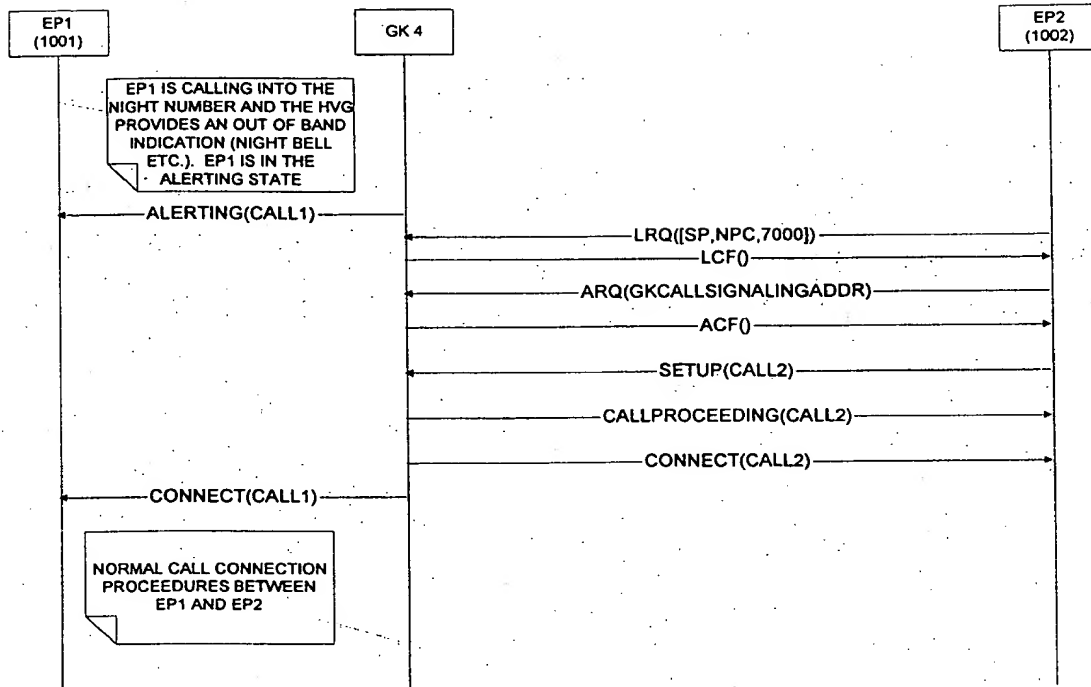 EP1
(1001)
GK 4
EP2
(1002)
EP1 IS CALLING INTO THE
NIGHT NUMBER AND THE HVG
PROVIDES AN OUT OF BAND
INDICATION (NIGHT BELL
ETC.). EP1 IS IN THE
ALERTING STATE
ALERTING(CALL1)
LRQ([SP,NPC,7000])
LCF()
ARQ(GKCALLSIGNALINGADDR)
ACF()
SETUP(CALL2)
CALLPROCEEDING(CALL2)
CONNECT(CALL2)
CONNECT(CALL1)
NORMAL CALL CONNECTION
PROCEEDURES BETWEEN
EP1 AND EP2